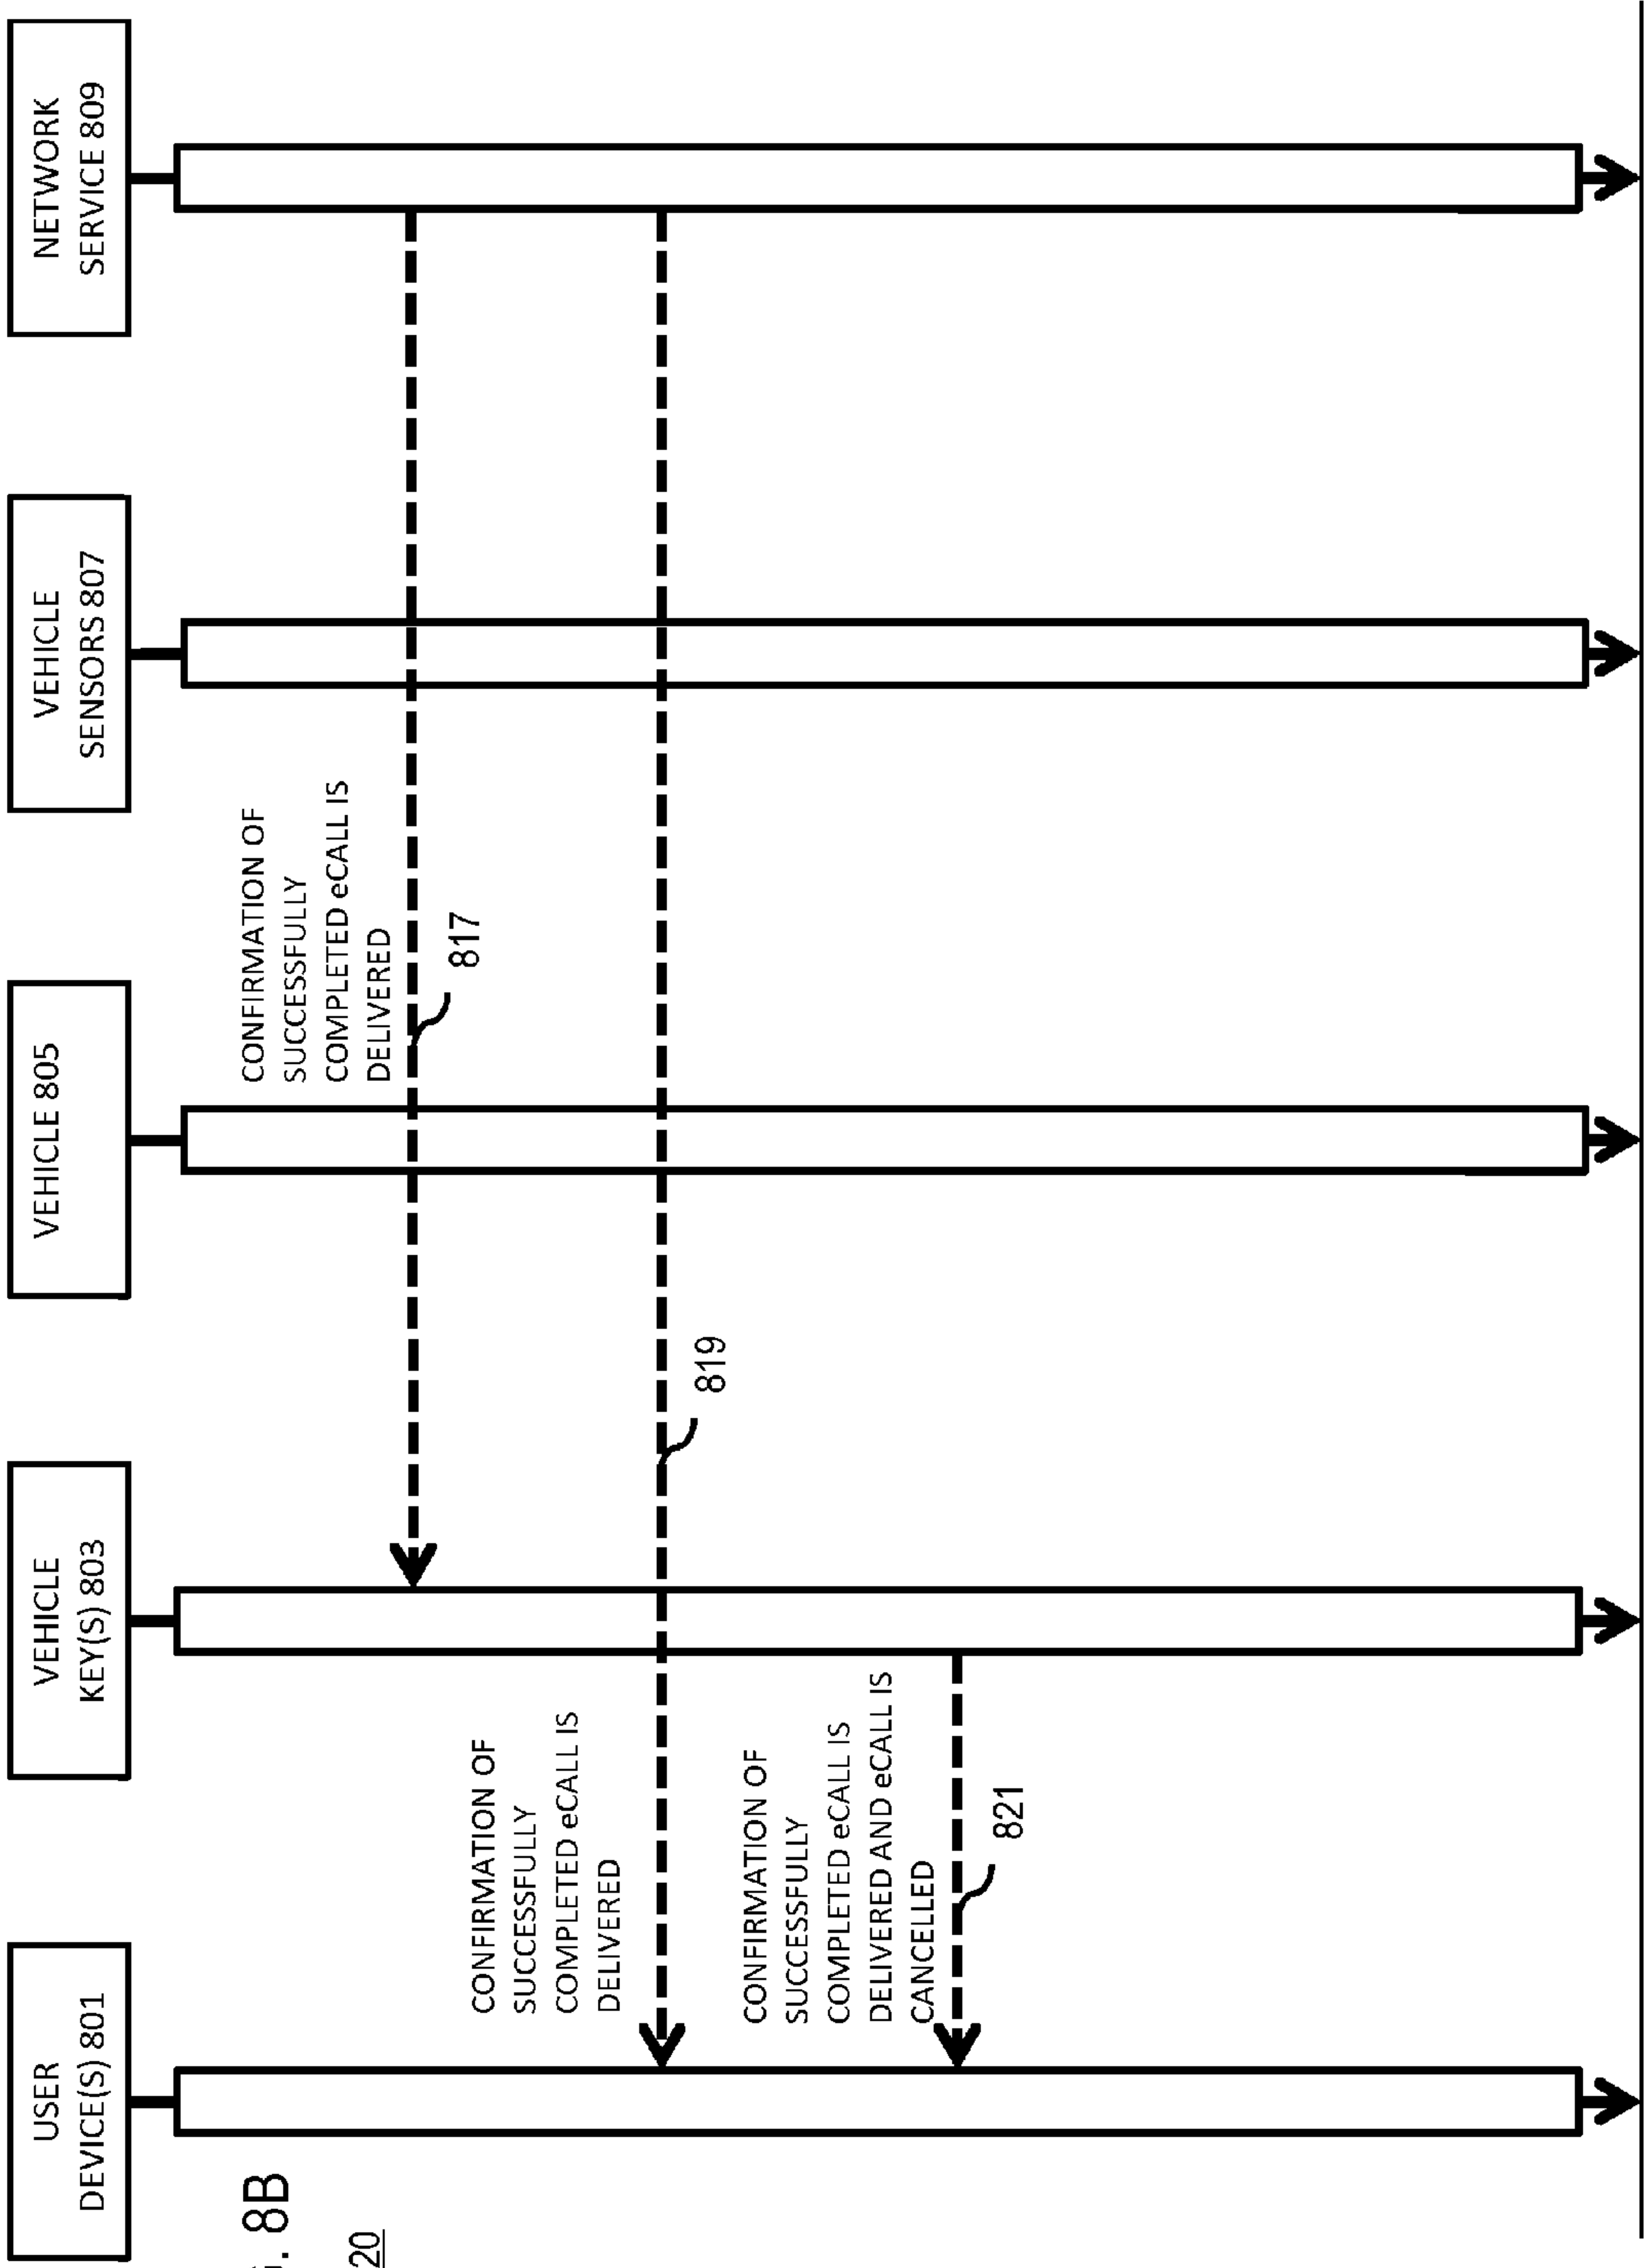 USER
DEVICE(S) 801
VEHICLE
KEY(S) 803
VEHICLE 805
VEHICLE
SENSORS 807
NETWORK
SERVICE 809
CONFIRMATION OF
SUCCESSFULLY
COMPLETED eCALL IS
DELIVERED
817
CONFIRMATION OF
SUCCESSFULLY
COMPLETED eCALL IS
DELIVERED
819
CONFIRMATION OF
SUCCESSFULLY
COMPLETED eCALL IS
DELIVERED AND eCALL IS
CANCELLED
821
8B
20